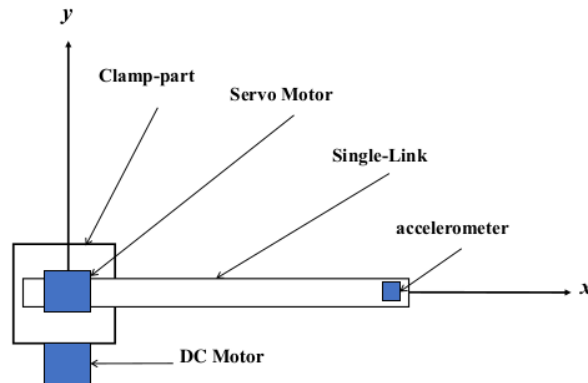 y
Clamp-part
Servo Motor
Single-Link
accelerometer
x
DC Motor